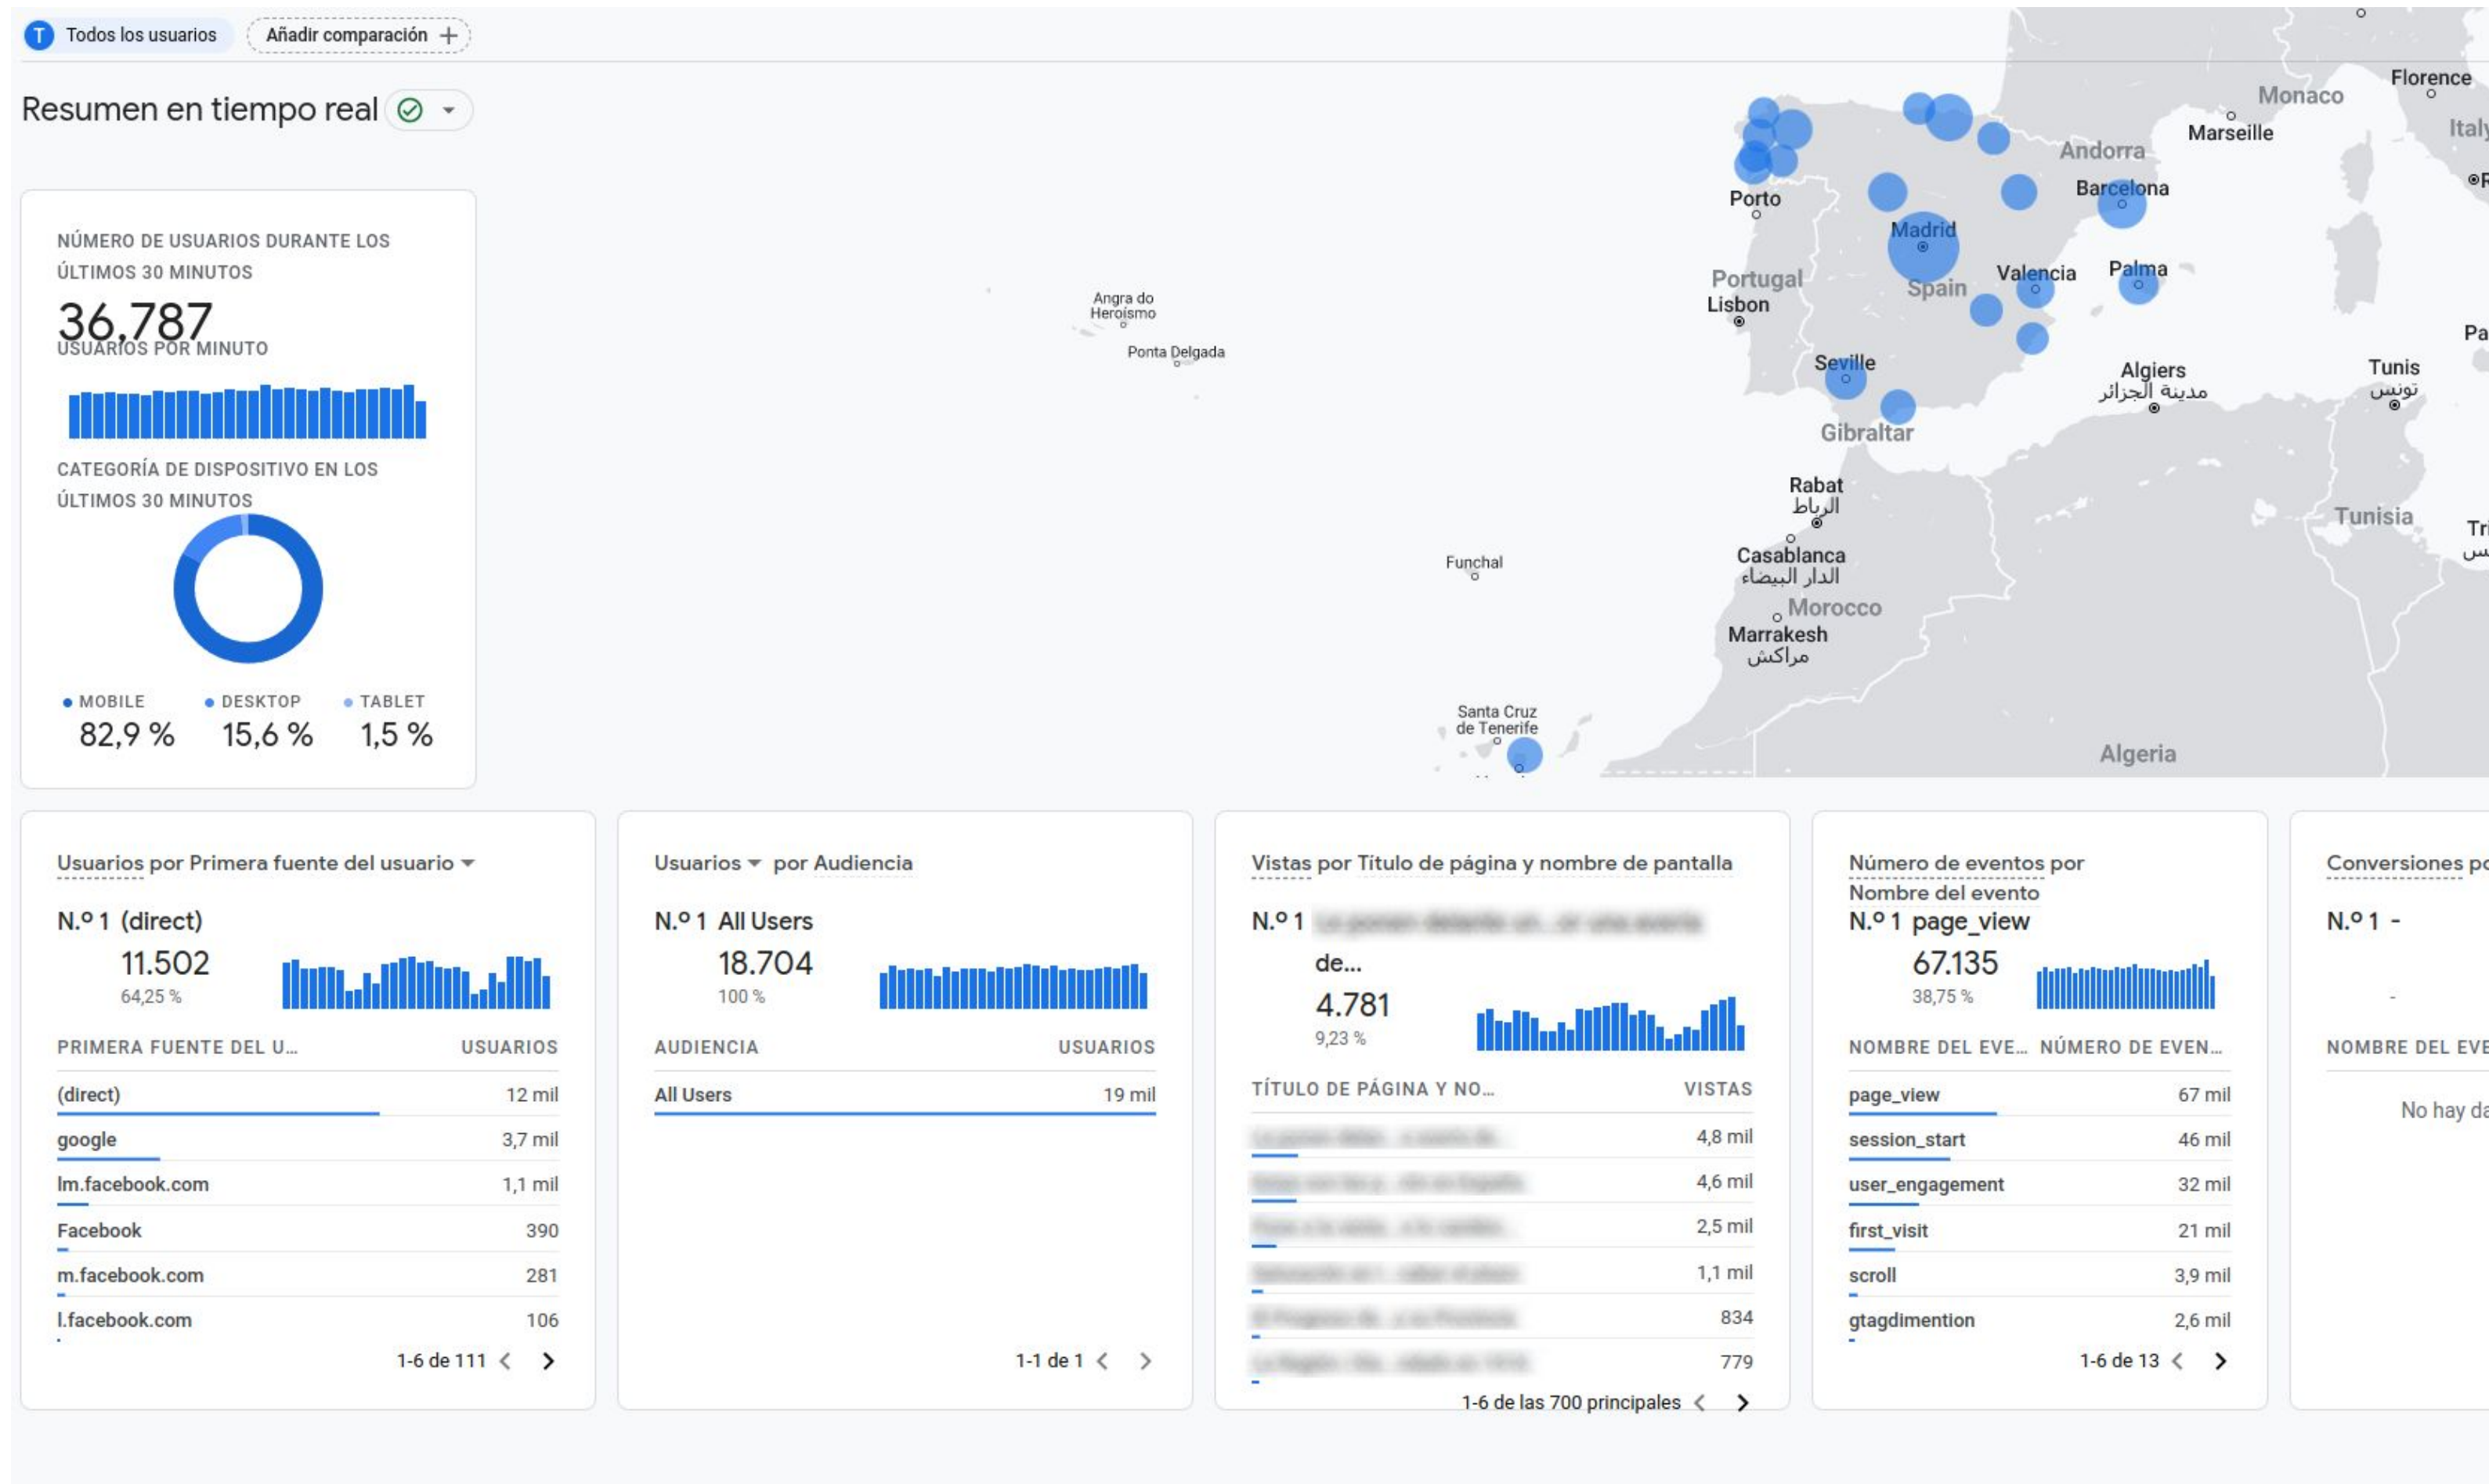 T Todos los usuarios
Añadir comparación +
Resumen en tiempo real
NÚMERO DE USUARIOS DURANTE LOS
ÚLTIMOS 30 MINUTOS
36,787
USUARIOS POR MINUTO
CATEGORÍA DE DISPOSITIVO EN LOS
ÚLTIMOS 30 MINUTOS
MOBILE
82,9 %
DESKTOP
15,6 %
TABLET
1,5 %
Florence
Monaco
Marseille
Italy
Andorra
Barcelona
Porto
Madrid
Portugal
Spain
Valencia
Palma
Lisbon
Angra do
Heroísmo
Ponta Delgada
Pa
Seville
Algiers
مدينة الجزائر
Tunis
تونس
Gibraltar
Rabat
الرباط
Tunisia
Tri
Casablanca
الدار البيضاء
Funchal
Morocco
Marrakesh
مراكش
Santa Cruz
de Tenerife
Algeria
Usuarios por Primera fuente del usuario
N.º 1 (direct)
11.502
64,25 %
PRIMERA FUENTE DEL U... USUARIOS
(direct) 12 mil
google 3,7 mil
lm.facebook.com 1,1 mil
Facebook 390
m.facebook.com 281
l.facebook.com 106
1-6 de 111
Usuarios por Audiencia
N.º 1 All Users
18.704
100 %
AUDIENCIA USUARIOS
All Users 19 mil
1-1 de 1
Vistas por Título de página y nombre de pantalla
N.º 1
de...
4.781
9,23 %
TÍTULO DE PÁGINA Y NO... VISTAS
4,8 mil
4,6 mil
2,5 mil
1,1 mil
834
779
1-6 de las 700 principales
Número de eventos por
Nombre del evento
N.º 1 page_view
67.135
38,75 %
NOMBRE DEL EVE... NÚMERO DE EVEN...
page_view 67 mil
session_start 46 mil
user_engagement 32 mil
first_visit 21 mil
scroll 3,9 mil
gtagdimention 2,6 mil
1-6 de 13
Conversiones po
N.º 1 -
-
NOMBRE DEL EVE
No hay da